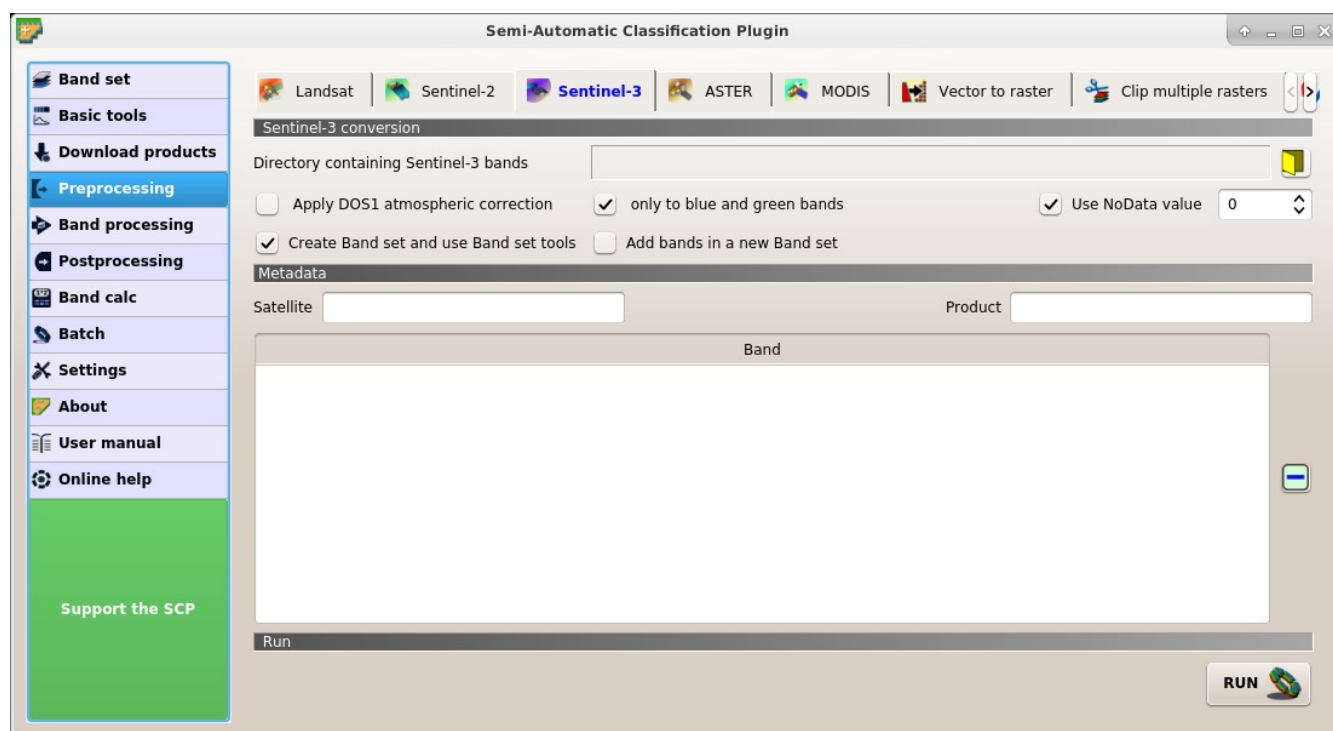 Semi-Automatic Classification Plugin
Band set
Basic tools
Download products
Preprocessing
Band processing
Postprocessing
Band calc
Batch
Settings
About
User manual
Online help
Support the SCP
Landsat Sentinel-2 Sentinel-3 ASTER MODIS Vector to raster Clip multiple rasters
Sentinel-3 conversion
Directory containing Sentinel-3 bands
Apply DOS1 atmospheric correction only to blue and green bands Use NoData value 0
Create Band set and use Band set tools Add bands in a new Band set
Metadata
Satellite Product
Band
Run
RUN